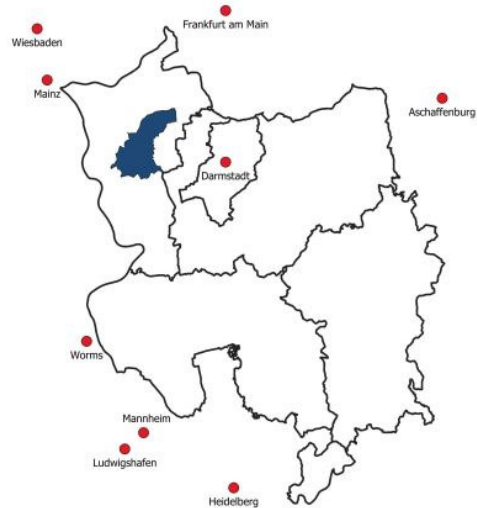 Frankfurt am Main
Wiesbaden
Mainz
Aschaffenburg
Darmstadt
Worms
Mannheim
Ludwigshafen
Heidelberg